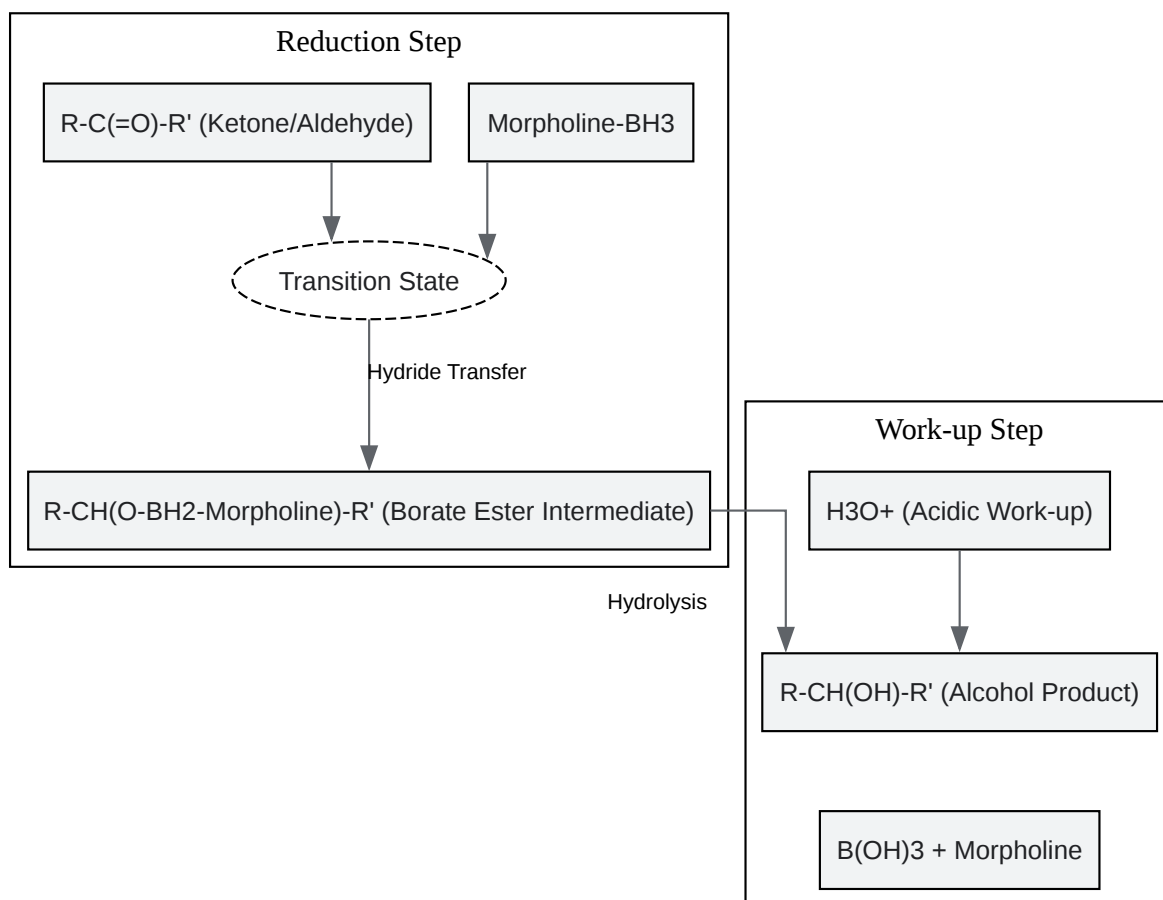 Reduction Step
R-C(=O)-R' (Ketone/Aldehyde)
Morpholine-BH3
Transition State
Hydride Transfer
R-CH(O-BH2-Morpholine)-R' (Borate Ester Intermediate)
Hydrolysis
Work-up Step
H3O+ (Acidic Work-up)
R-CH(OH)-R' (Alcohol Product)
B(OH)3 + Morpholine